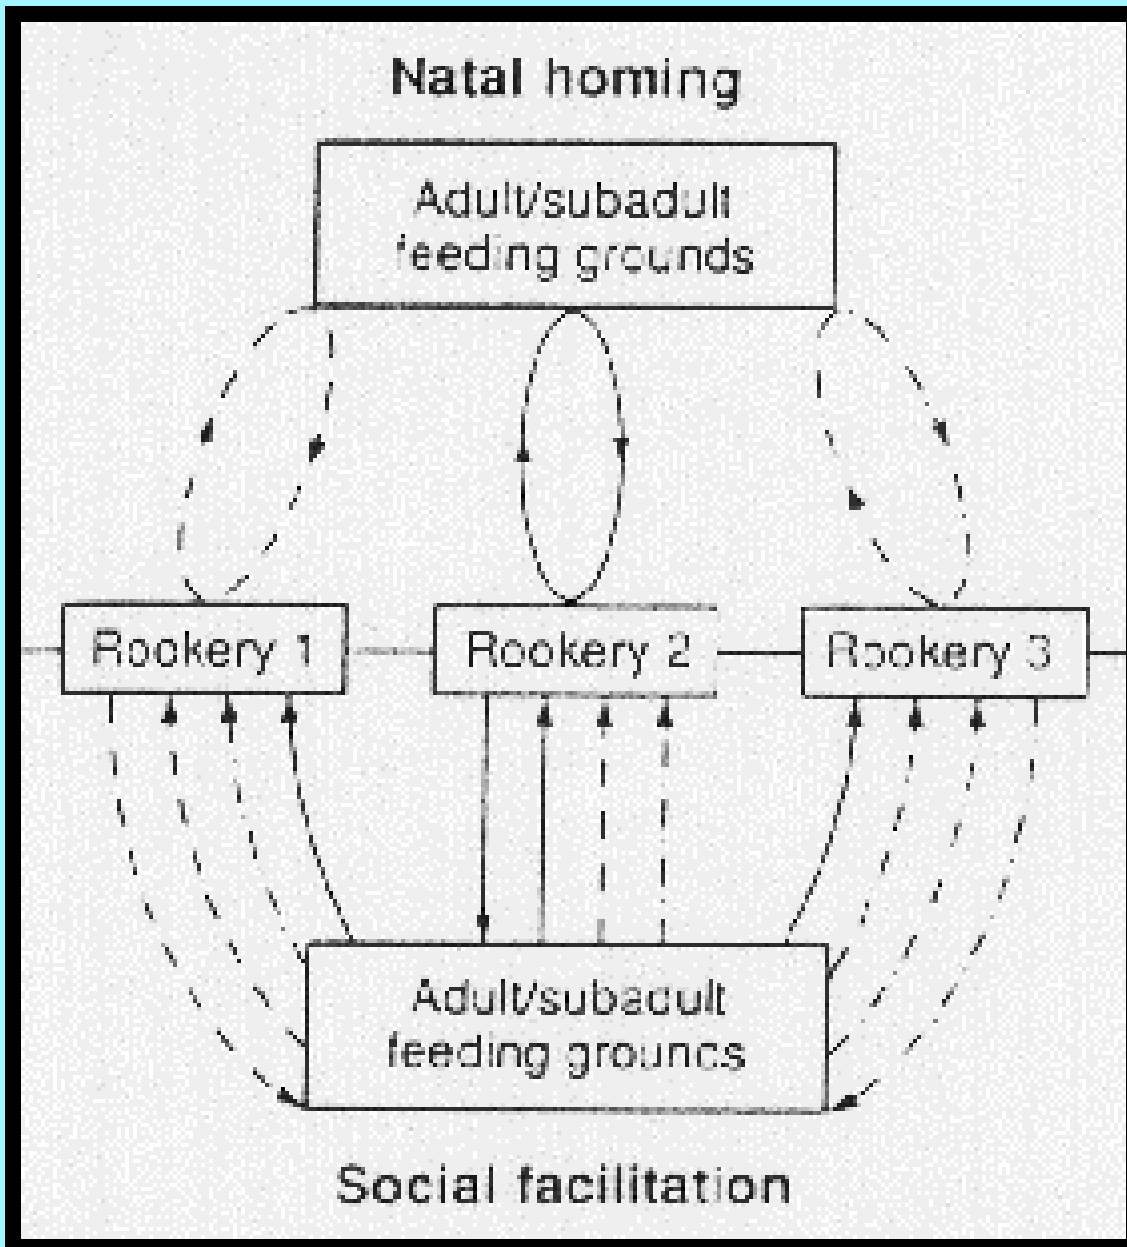 Natal homing
Adult/subadult
feeding grounds
Rookery 1
Rookery 2
Rookery 3
Adult/subadult
feeding grounds
Social facilitation